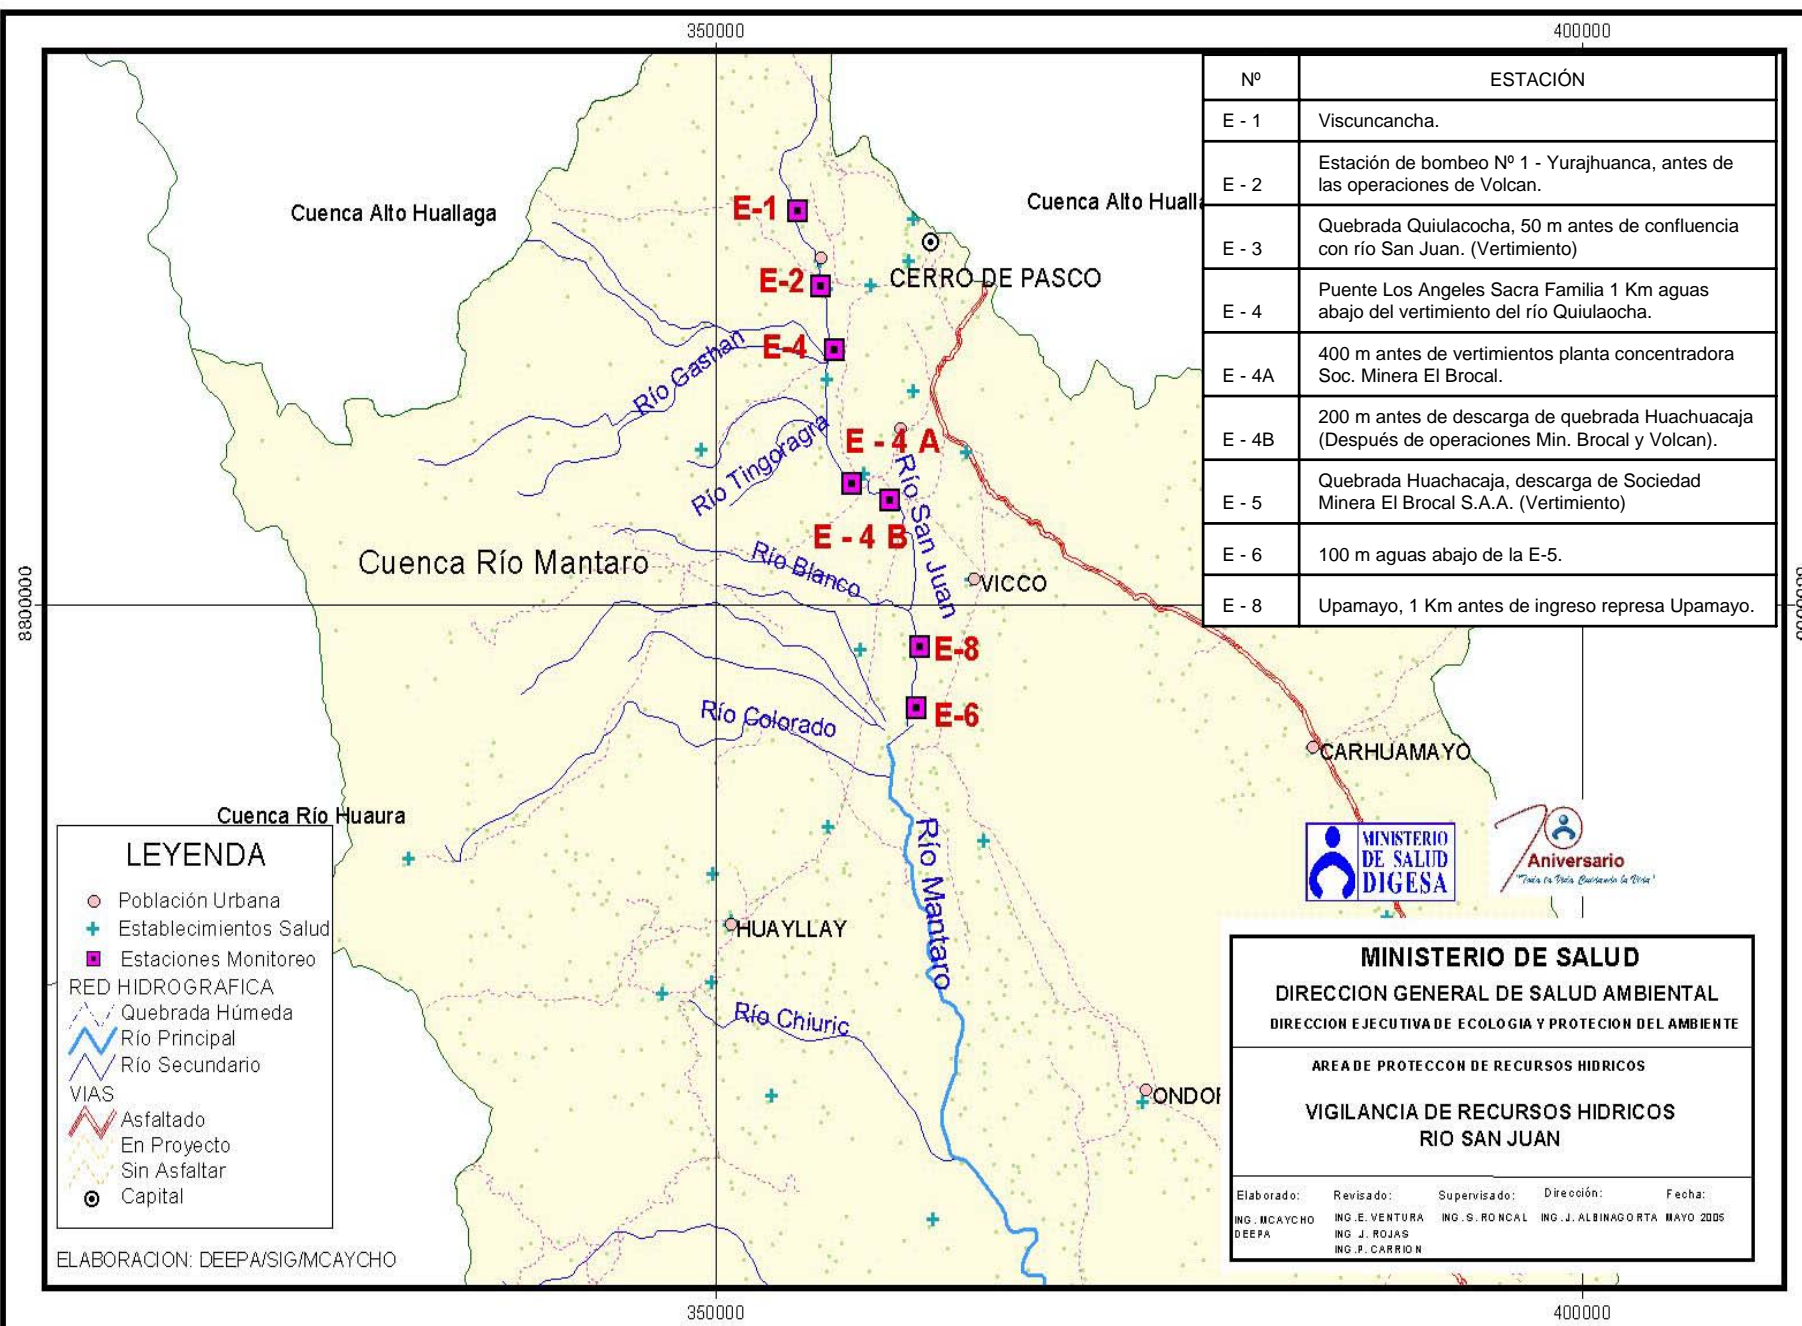 350000
400000
Nº
ESTACIÓN
E - 1
Viscuncancha.
E - 2
Estación de bombeo Nº 1 - Yurajhuanca, antes de
las operaciones de Volcan.
E - 3
Quebrada Quiulacocha, 50 m antes de confluencia
con río San Juan. (Vertimiento)
E - 4
Puente Los Angeles Sacra Familia 1 Km aguas
abajo del vertimiento del río Quiulaocha.
E - 4A
400 m antes de vertimientos planta concentradora
Soc. Minera El Brocal.
E - 4B
200 m antes de descarga de quebrada Huachuacaja
(Después de operaciones Min. Brocal y Volcan).
E - 5
Quebrada Huachacaja, descarga de Sociedad
Minera El Brocal S.A.A. (Vertimiento)
E - 6
100 m aguas abajo de la E-5.
E - 8
Upamayo, 1 Km antes de ingreso represa Upamayo.
Cuenca Alto Huallaga
E-1
Cuenca Alto Hualla
E-2
CERRO DE PASCO
E-4
Río Gashan
Río Tingoragra
E - 4 A
Río San Juan
E - 4 B
Cuenca Río Mantaro
Río Blanco
VICCO
8800000
E-8
E-6
Río Colorado
CARHUAMAYO
Cuenca Río Huaura
Río Mantaro
HUAYLLAY
Río Chiuric
ONDOR
LEYENDA
Población Urbana
Establecimientos Salud
Estaciones Monitoreo
RED HIDROGRAFICA
Quebrada Húmeda
Río Principal
Río Secundario
VIAS
Asfaltado
En Proyecto
Sin Asfaltar
Capital
ELABORACION: DEEPA/SIG/MCAYCHO
MINISTERIO
DE SALUD
DIGESA
70
Aniversario
"Toda la Vida Cuidando la Vida"
MINISTERIO DE SALUD
DIRECCION GENERAL DE SALUD AMBIENTAL
DIRECCION EJECUTIVA DE ECOLOGIA Y PROTECION DEL AMBIENTE
AREA DE PROTECCON DE RECURSOS HIDRICOS
VIGILANCIA DE RECURSOS HIDRICOS
RIO SAN JUAN
Elaborado: Revisado: Supervisado: Dirección: Fecha:
ING. MCAYCHO ING.E. VENTURA ING.S. RONCAL ING.J. ALBINAGORTA MAYO 2005
DEEPA ING J. ROJAS
ING.P. CARRION
350000
400000